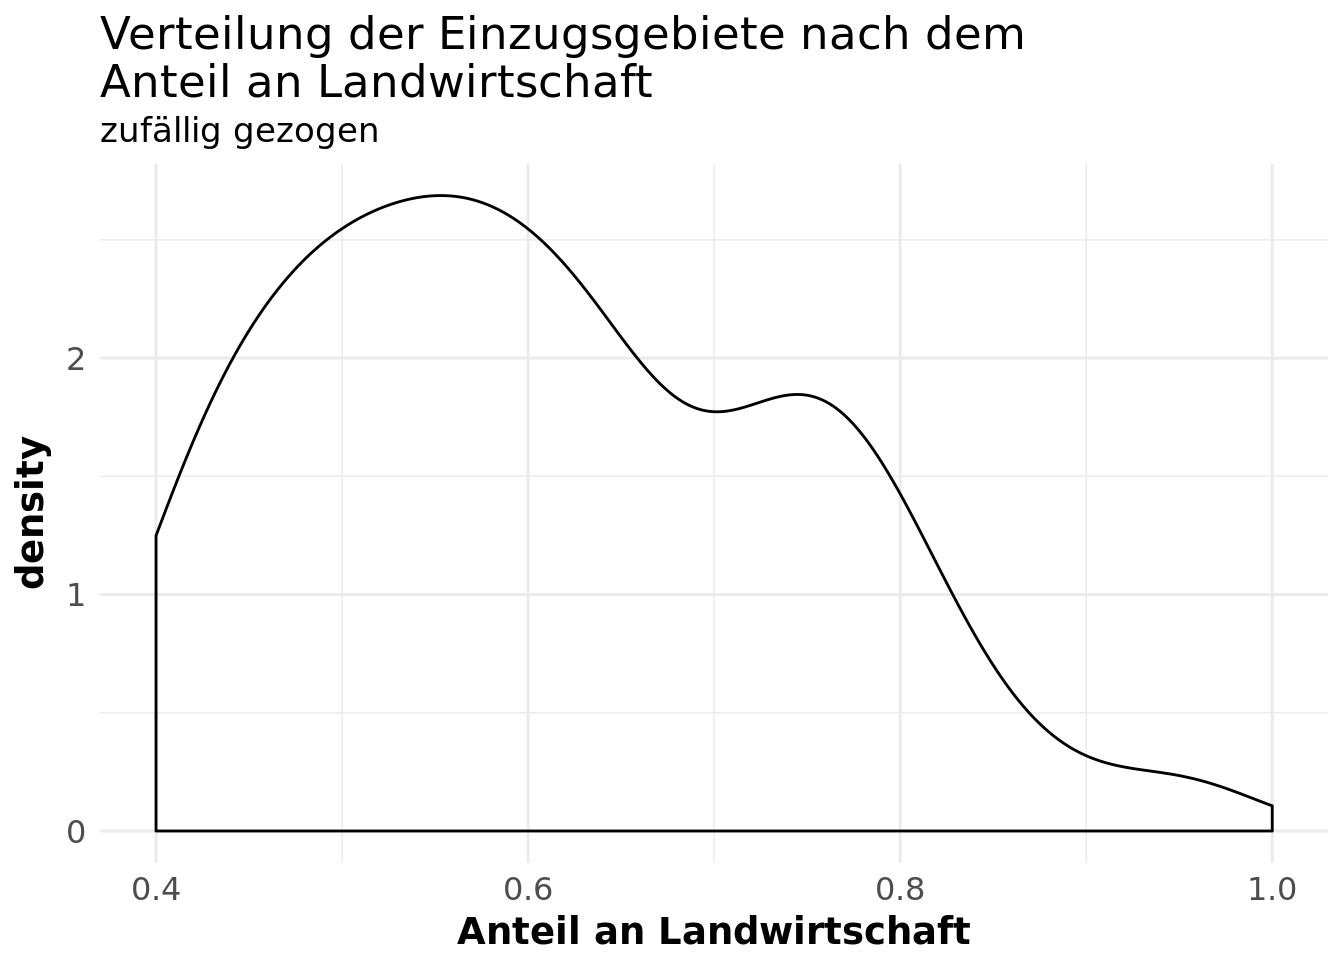 Verteilung der Einzugsgebiete nach dem
Anteil an Landwirtschaft
zufällig gezogen
density
2
1
0
0.4
0.6
0.8
1.0
Anteil an Landwirtschaft